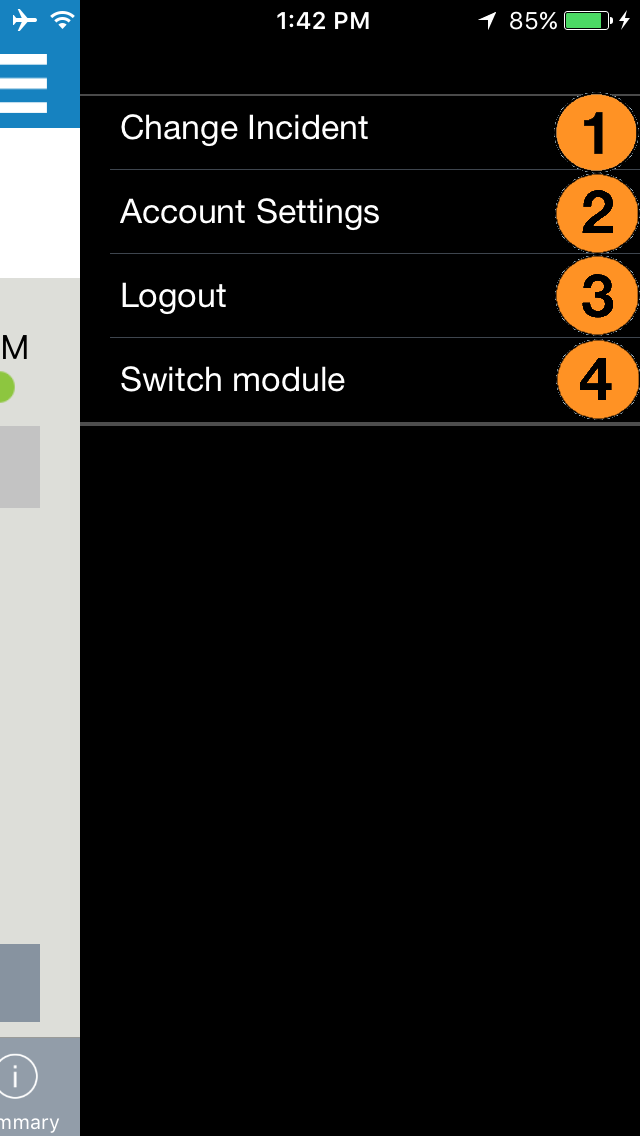 1:42 PM
85%
Change Incident
1
Account Settings
2
Logout
3
M
Switch module
4
i
mmary